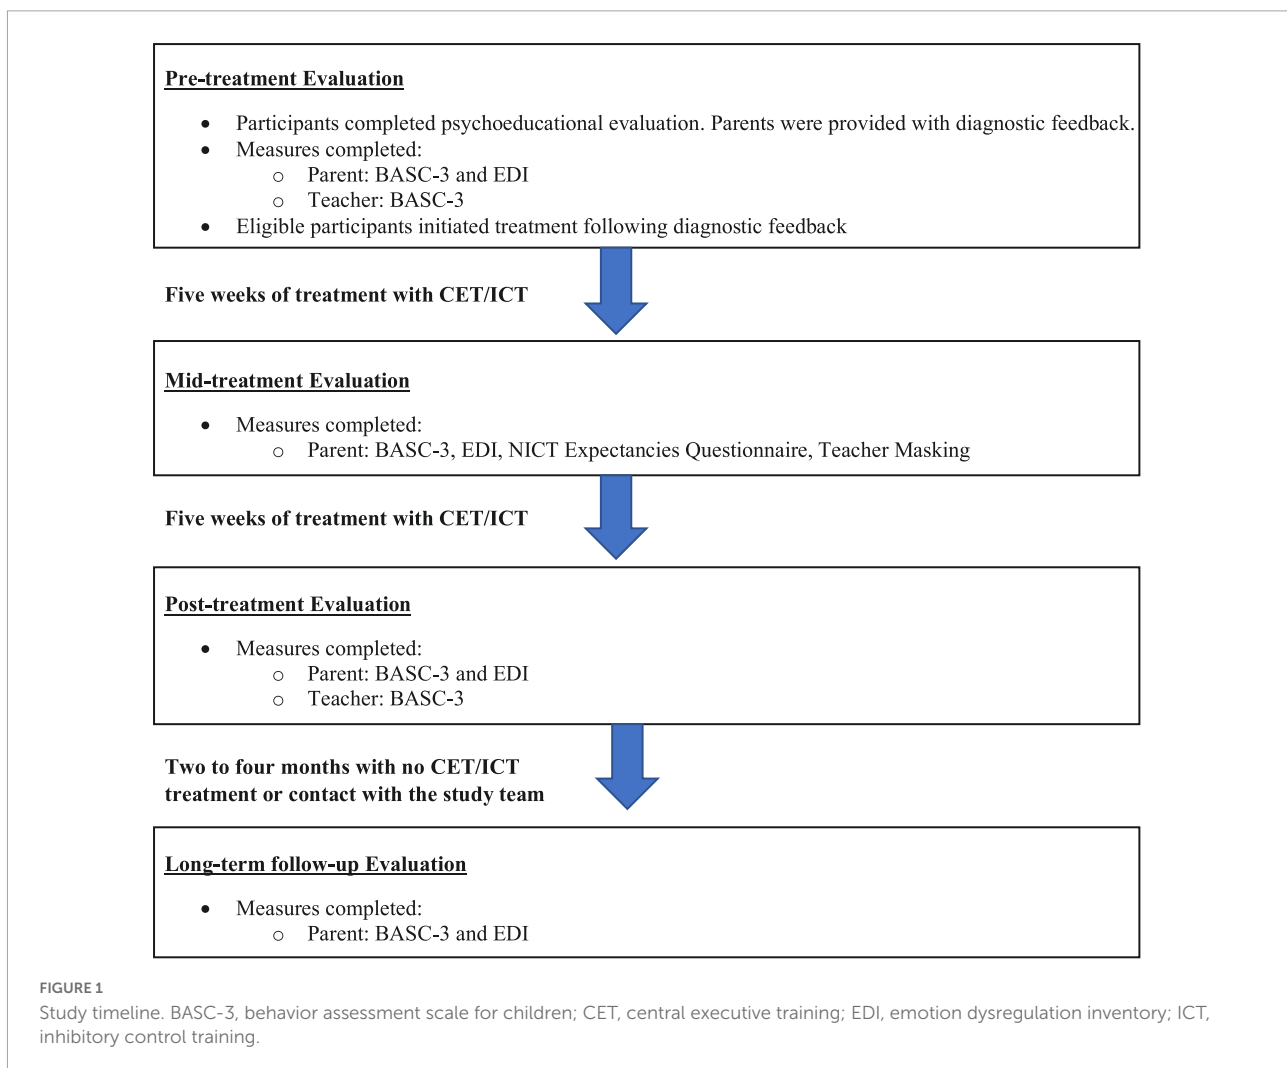 Pre-treatment Evaluation
• Participants completed psychoeducational evaluation. Parents were provided with diagnostic feedback.
• Measures completed:
o Parent: BASC-3 and EDI
o Teacher: BASC-3
• Eligible participants initiated treatment following diagnostic feedback
Five weeks of treatment with CET/ICT
Mid-treatment Evaluation
• Measures completed:
o Parent: BASC-3, EDI, NICT Expectancies Questionnaire, Teacher Masking
Five weeks of treatment with CET/ICT
Post-treatment Evaluation
• Measures completed:
o Parent: BASC-3 and EDI
o Teacher: BASC-3
Two to four months with no CET/ICT
treatment or contact with the study team
Long-term follow-up Evaluation
• Measures completed:
o Parent: BASC-3 and EDI
FIGURE 1
Study timeline. BASC-3, behavior assessment scale for children; CET, central executive training; EDI, emotion dysregulation inventory; ICT,
inhibitory control training.